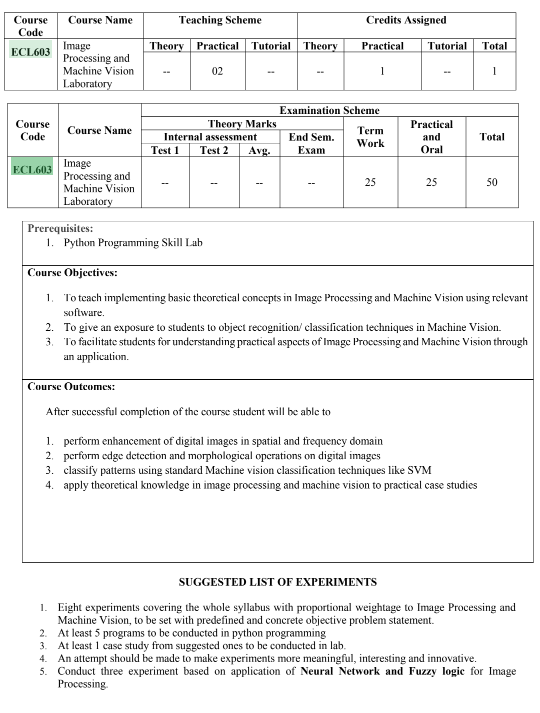 Course Code Course Name Teaching Scheme Credits Assigned
Theory Practical Tutorial Theory Practical Tutorial Total
ECL603 Image Processing and Machine Vision Laboratory -- 02 -- -- 1 -- 1
Course Code Course Name Examination Scheme
Theory Marks Term Work Practical and Oral Total
Internal assessment End Sem. Exam
Test 1 Test 2 Avg.
ECL603 Image Processing and Machine Vision Laboratory -- -- -- -- 25 25 50
Prerequisites:
1. Python Programming Skill Lab
Course Objectives:
1. To teach implementing basic theoretical concepts in Image Processing and Machine Vision using relevant
software.
2. To give an exposure to students to object recognition/ classification techniques in Machine Vision.
3. To facilitate students for understanding practical aspects of Image Processing and Machine Vision through
an application.
Course Outcomes:
After successful completion of the course student will be able to
1. perform enhancement of digital images in spatial and frequency domain
2. perform edge detection and morphological operations on digital images
3. classify patterns using standard Machine vision classification techniques like SVM
4. apply theoretical knowledge in image processing and machine vision to practical case studies
SUGGESTED LIST OF EXPERIMENTS
1. Eight experiments covering the whole syllabus with proportional weightage to Image Processing and
Machine Vision, to be set with predefined and concrete objective problem statement.
2. At least 5 programs to be conducted in python programming
3. At least 1 case study from suggested ones to be conducted in lab.
4. An attempt should be made to make experiments more meaningful, interesting and innovative.
5. Conduct three experiment based on application of Neural Network and Fuzzy logic for Image
Processing.